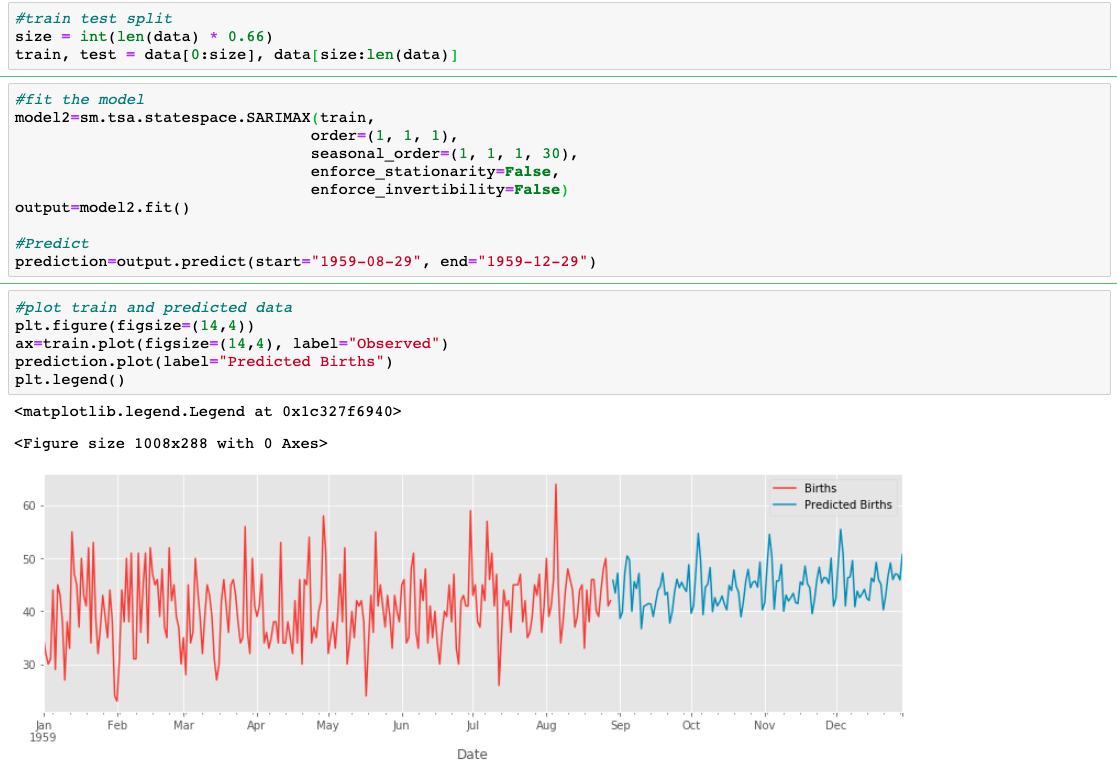 #train test split
size = int(len(data) * 0.66)
train, test = data[0:size], data[size:len(data)]
#fit the model
model2=sm.tsa.statespace.SARIMAX(train,
order=(1, 1, 1),
seasonal_order=(1, 1, 1, 30),
enforce_stationarity=False,
enforce_invertibility=False)
output=model2.fit()
#Predict
prediction=output.predict(start="1959-08-29", end="1959-12-29")
#plot train and predicted data
plt.figure(figsize=(14,4))
ax=train.plot(figsize=(14,4), label="Observed")
prediction.plot(label="Predicted Births")
plt.legend()
<matplotlib.legend.Legend at 0x1c327f6940>
<Figure size 1008x288 with 0 Axes>
Births
Predicted Births
60
50
40
30
Jan Feb Mar Apr May Jun Jul Aug Sep Oct Nov Dec
1959
Date